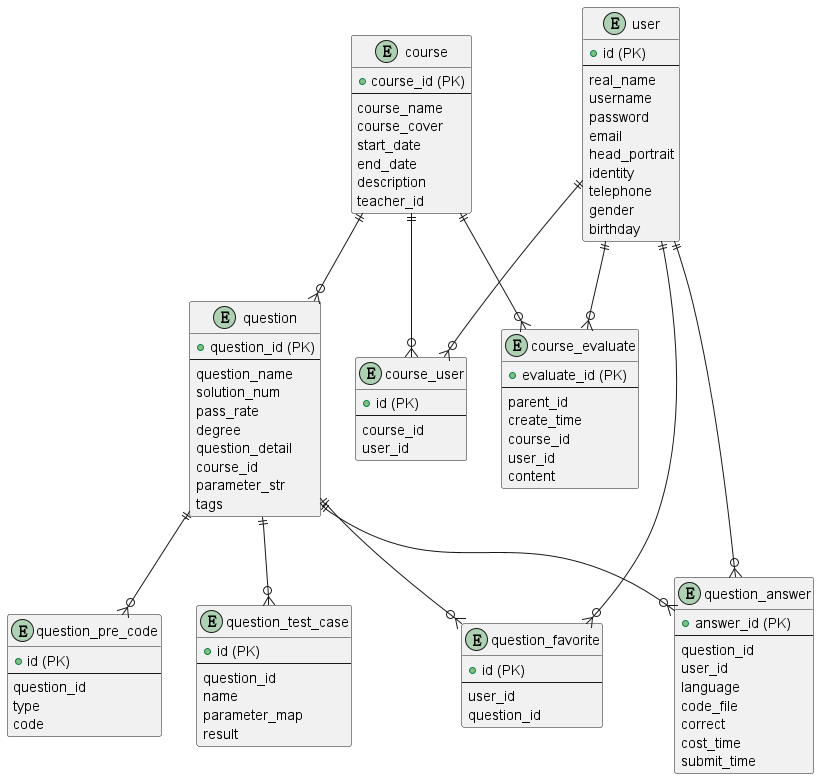 E user
id (PK)
real_name
username
password
email
head_portrait
identity
telephone
gender
birthday
E course
course_id (PK)
course_name
course_cover
start_date
end_date
description
teacher_id
E question
question_id (PK)
question_name
solution_num
pass_rate
degree
question_detail
course_id
parameter_str
tags
E course_user
id (PK)
course_id
user_id
E course_evaluate
evaluate_id (PK)
parent_id
create_time
course_id
user_id
content
E question_pre_code
id (PK)
question_id
type
code
E question_test_case
id (PK)
question_id
name
parameter_map
result
E question_favorite
id (PK)
user_id
question_id
E question_answer
answer_id (PK)
question_id
user_id
language
code_file
correct
cost_time
submit_time